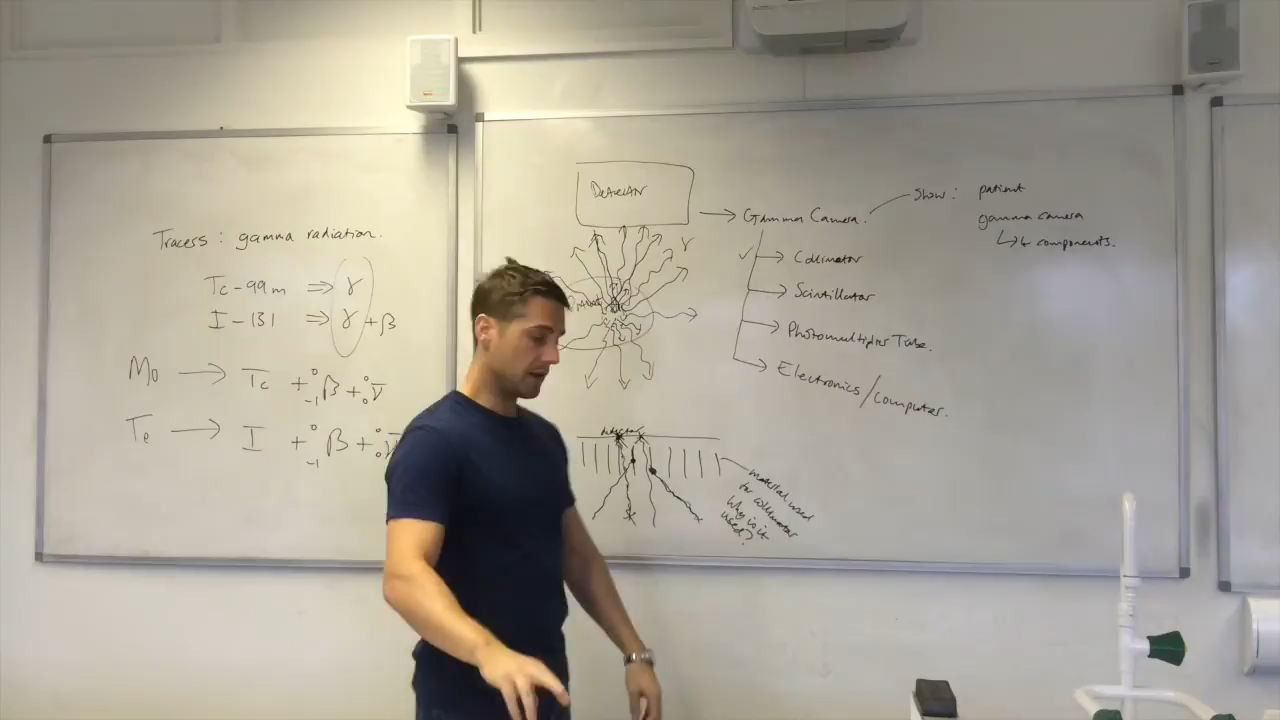 Tracers : gamma radiation.
Tc-99m ⇒ γ
I-131 ⇒ γ + β
Mo → Tc + ⁰₋₁β + ⁰₀ν̅
Te → I + ⁰₋₁β + ⁰₀ν̅
γ
→ Gamma Camera.
✓ → Collimator
→ Scintillator
→ Photomultiplier Tube.
→ Electronics/computer.
Show : patient
gamma camera
↳ 4 components.
detector
material used
for collimator
why is it
used?